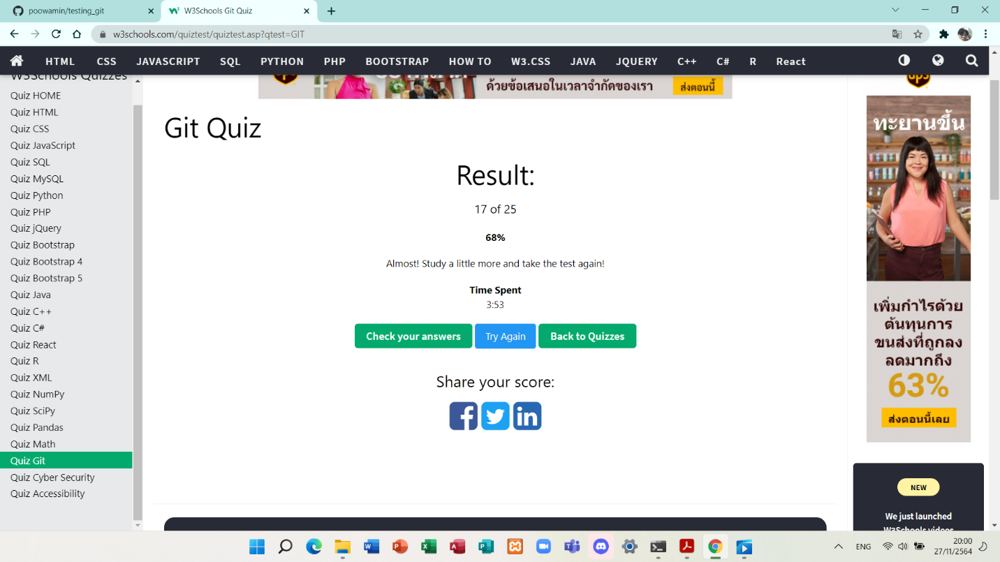 poowamin/testing_git
W3Schools Git Quiz
w3schools.com/quiztest/quiztest.asp?qtest=GIT
HTML CSS JAVASCRIPT SQL PYTHON PHP BOOTSTRAP HOW TO W3.CSS JAVA JQUERY C++ C# R React
W3Schools Quizzes
Quiz HOME
Quiz HTML
Quiz CSS
Quiz JavaScript
Quiz SQL
Quiz MySQL
Quiz Python
Quiz PHP
Quiz jQuery
Quiz Bootstrap
Quiz Bootstrap 4
Quiz Bootstrap 5
Quiz Java
Quiz C++
Quiz C#
Quiz React
Quiz R
Quiz XML
Quiz NumPy
Quiz SciPy
Quiz Pandas
Quiz Math
Quiz Git
Quiz Cyber Security
Quiz Accessibility
ด้วยข้อเสนอในเวลาจำกัดของเรา
ส่งตอนนี้
Git Quiz
Result:
17 of 25
68%
Almost! Study a little more and take the test again!
Time Spent
3:53
Check your answers
Try Again
Back to Quizzes
Share your score:
ups
ทะยานขึ้น
เพิ่มกำไรด้วย
ต้นทุนการ
ขนส่งที่ถูกลง
ลดมากถึง
63%
ส่งตอนนี้เลย
NEW
We just launched
W3Schools videos
ENG
20:00
27/11/2564